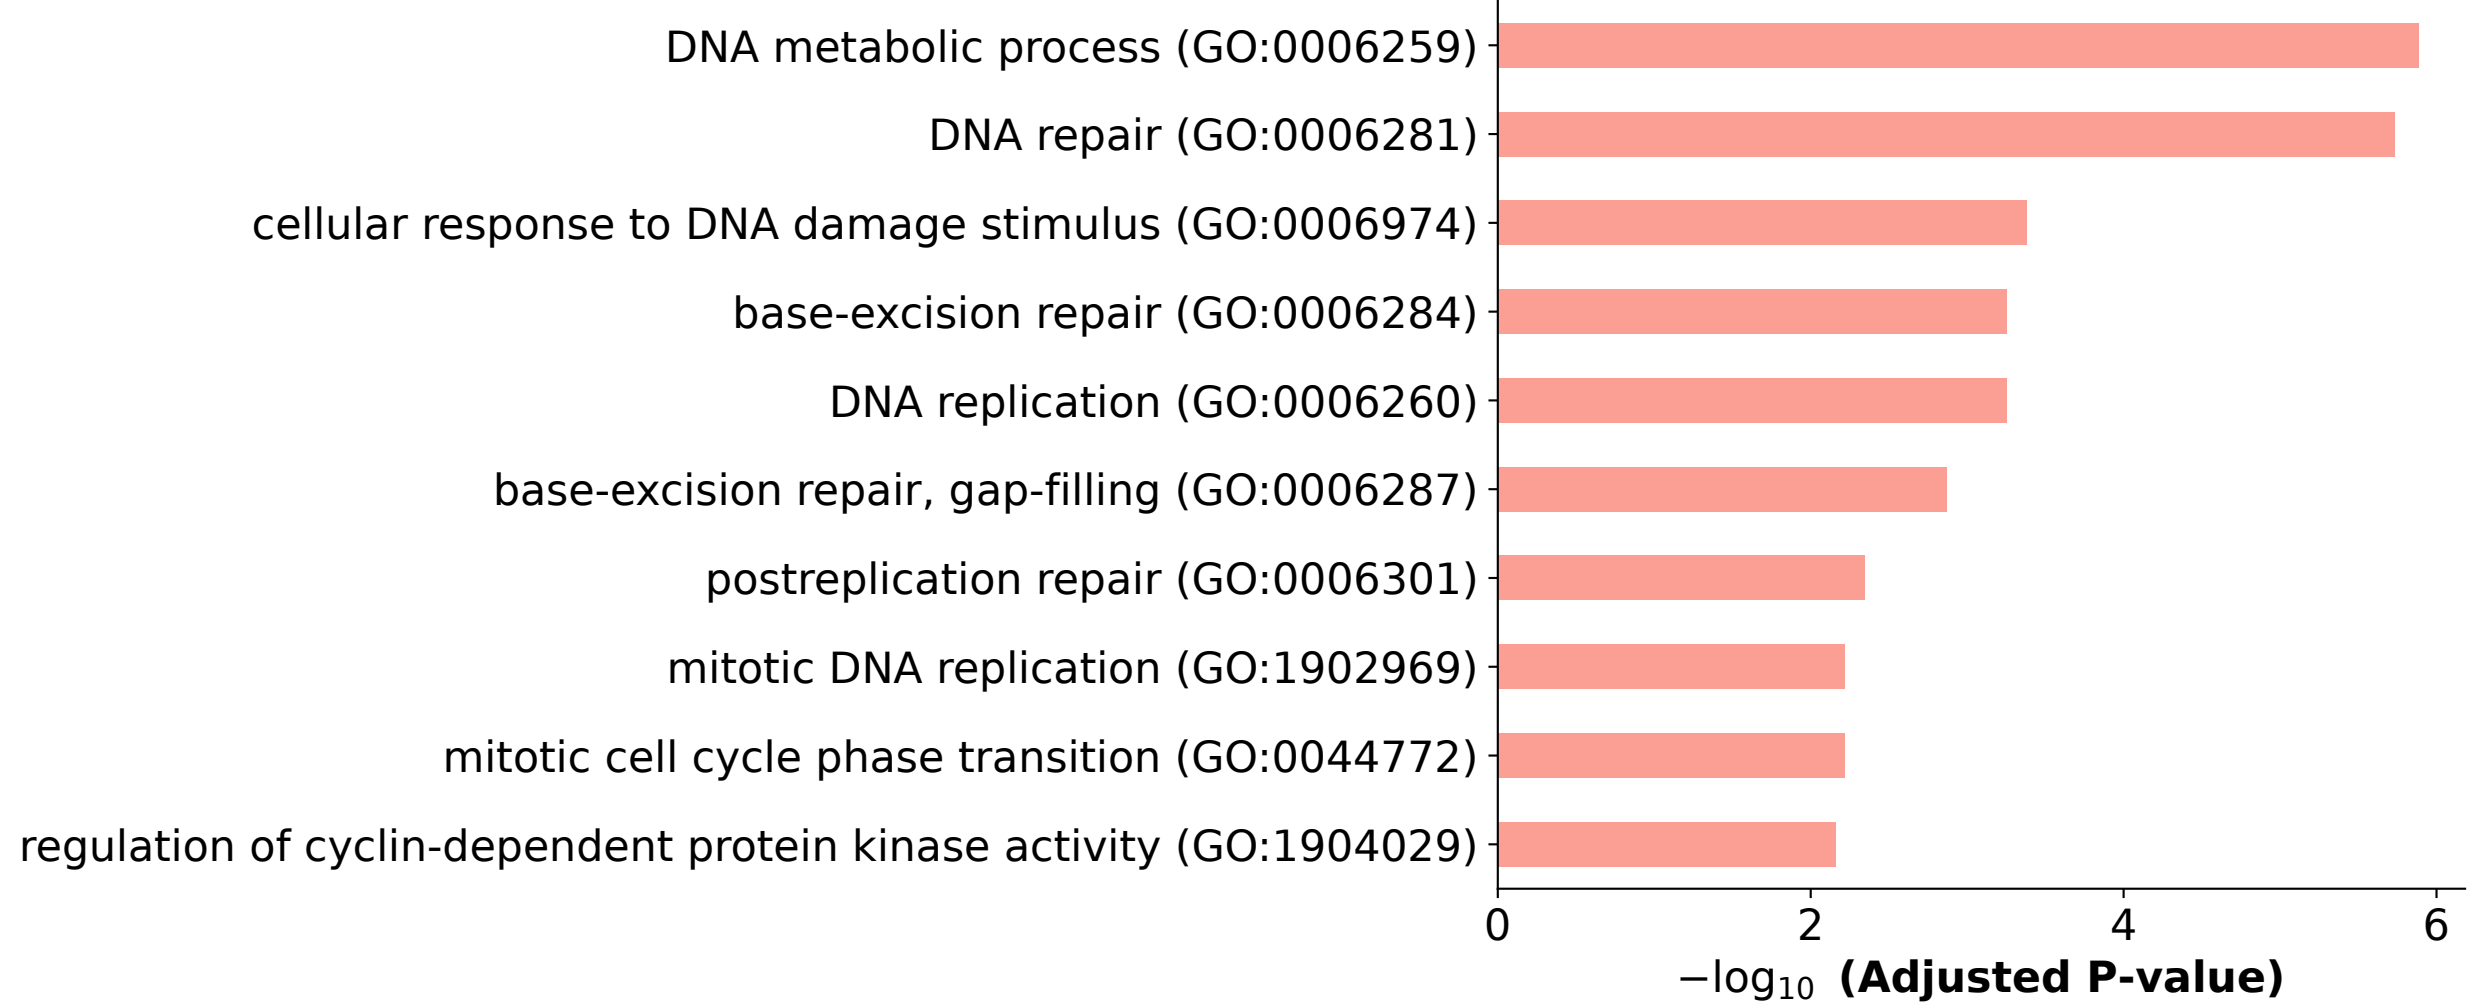 DNA metabolic process (GO:0006259)
DNA repair (GO:0006281)
cellular response to DNA damage stimulus (GO:0006974)
base-excision repair (GO:0006284)
DNA replication (GO:0006260)
base-excision repair, gap-filling (GO:0006287)
postreplication repair (GO:0006301)
mitotic DNA replication (GO:1902969)
mitotic cell cycle phase transition (GO:0044772)
regulation of cyclin-dependent protein kinase activity (GO:1904029)
0 2 4 6
−log₁₀ (Adjusted P-value)